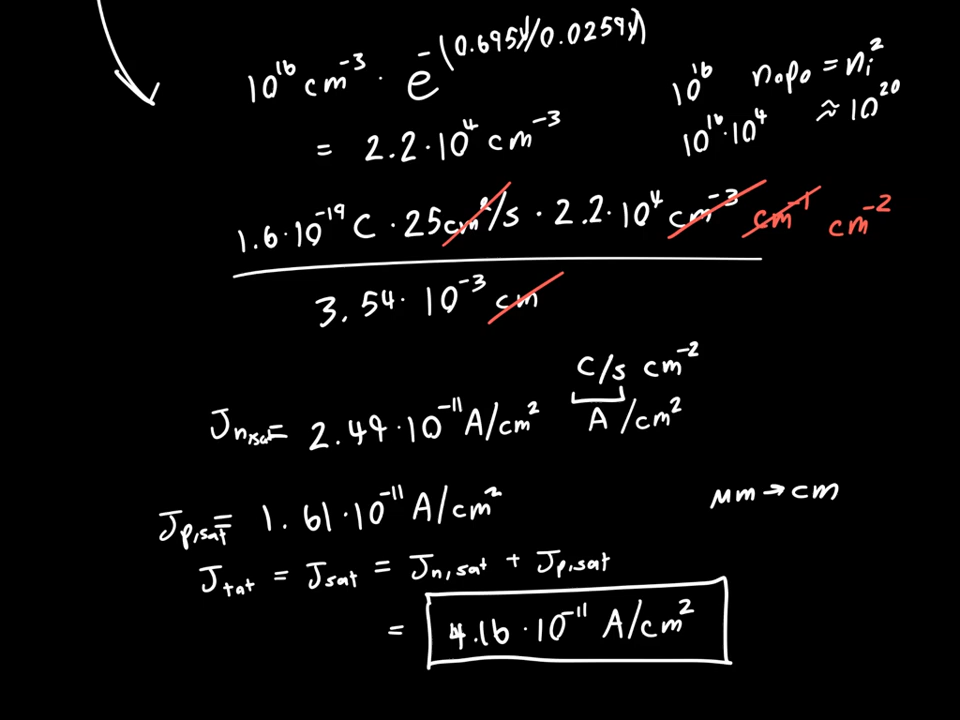 10¹⁶ cm⁻³ · e^-(0.695V/0.0259V)
10¹⁶ n₀p₀ = nᵢ²
= 2.2·10⁴ cm⁻³
10¹⁶·10⁴ ≈ 10²⁰
1.6·10⁻¹⁹ C · 25cm²/s · 2.2·10⁴ cm⁻³ cm⁻¹ cm⁻²
3.54·10⁻³ cm
C/s cm⁻²
Jn,sat = 2.49·10⁻¹¹ A/cm² A/cm²
μm→cm
Jp,sat = 1.61·10⁻¹¹ A/cm²
Jtat = Jsat = Jn,sat + Jp,sat
= 4.16·10⁻¹¹ A/cm²